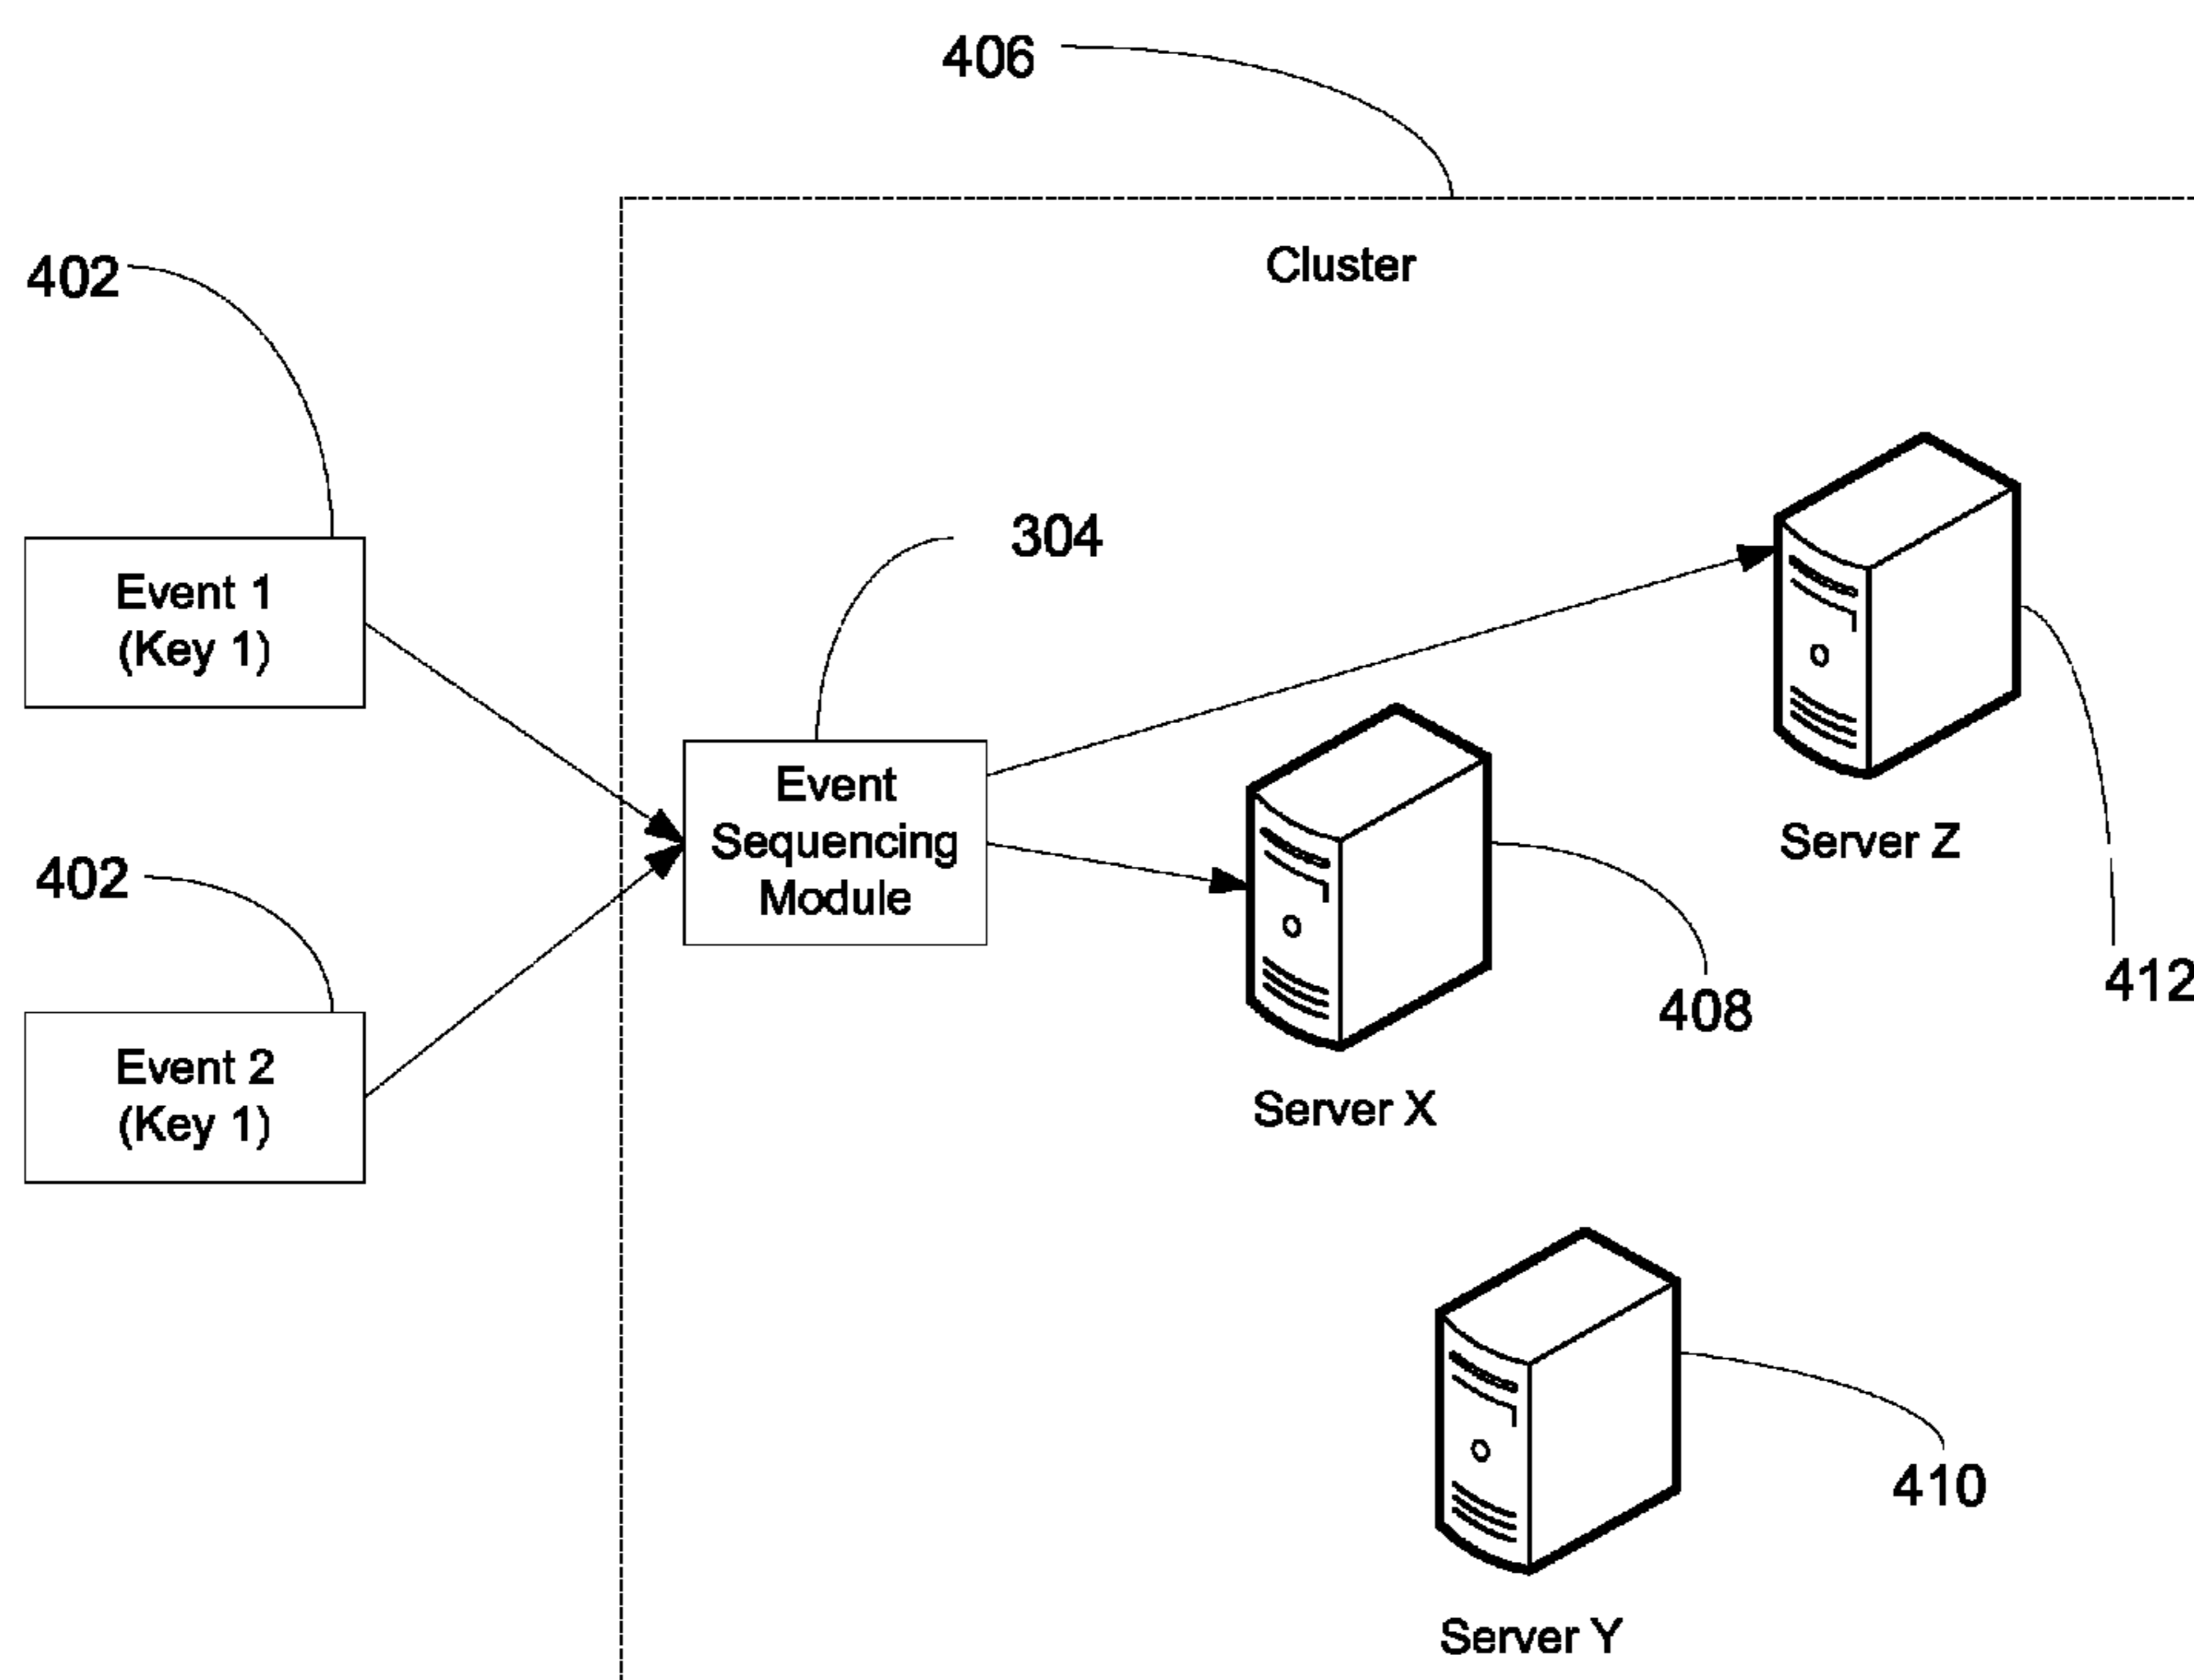 406
Cluster
402
Event 1
(Key 1)
304
Event
Sequencing
Module
Server Z
412
402
Event 2
(Key 1)
408
Server X
410
Server Y